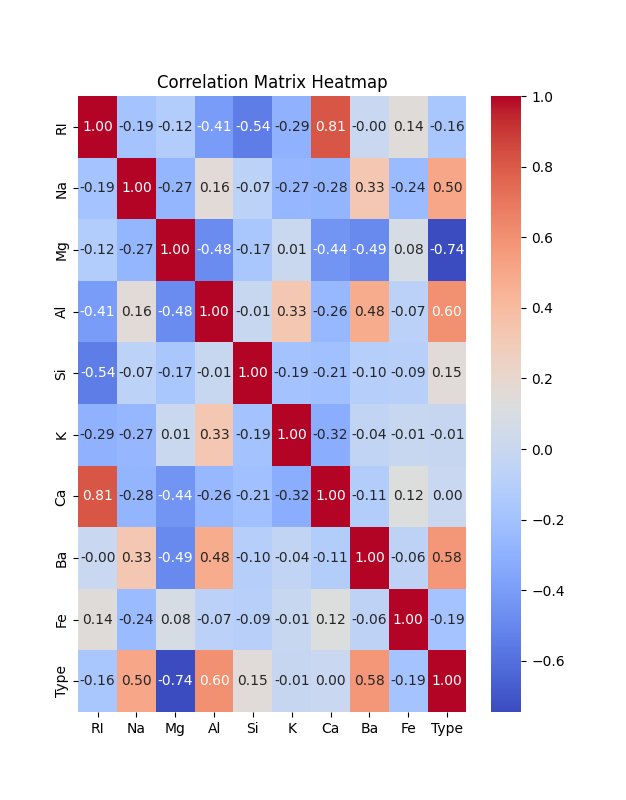 Correlation Matrix Heatmap
RI 1.00 -0.19 -0.12 -0.41 -0.54 -0.29 0.81 -0.00 0.14 -0.16
Na -0.19 1.00 -0.27 0.16 -0.07 -0.27 -0.28 0.33 -0.24 0.50
Mg -0.12 -0.27 1.00 -0.48 -0.17 0.01 -0.44 -0.49 0.08 -0.74
Al -0.41 0.16 -0.48 1.00 -0.01 0.33 -0.26 0.48 -0.07 0.60
Si -0.54 -0.07 -0.17 -0.01 1.00 -0.19 -0.21 -0.10 -0.09 0.15
K -0.29 -0.27 0.01 0.33 -0.19 1.00 -0.32 -0.04 -0.01 -0.01
Ca 0.81 -0.28 -0.44 -0.26 -0.21 -0.32 1.00 -0.11 0.12 0.00
Ba -0.00 0.33 -0.49 0.48 -0.10 -0.04 -0.11 1.00 -0.06 0.58
Fe 0.14 -0.24 0.08 -0.07 -0.09 -0.01 0.12 -0.06 1.00 -0.19
Type -0.16 0.50 -0.74 0.60 0.15 -0.01 0.00 0.58 -0.19 1.00
RI Na Mg Al Si K Ca Ba Fe Type
1.0
0.8
0.6
0.4
0.2
0.0
−0.2
−0.4
−0.6